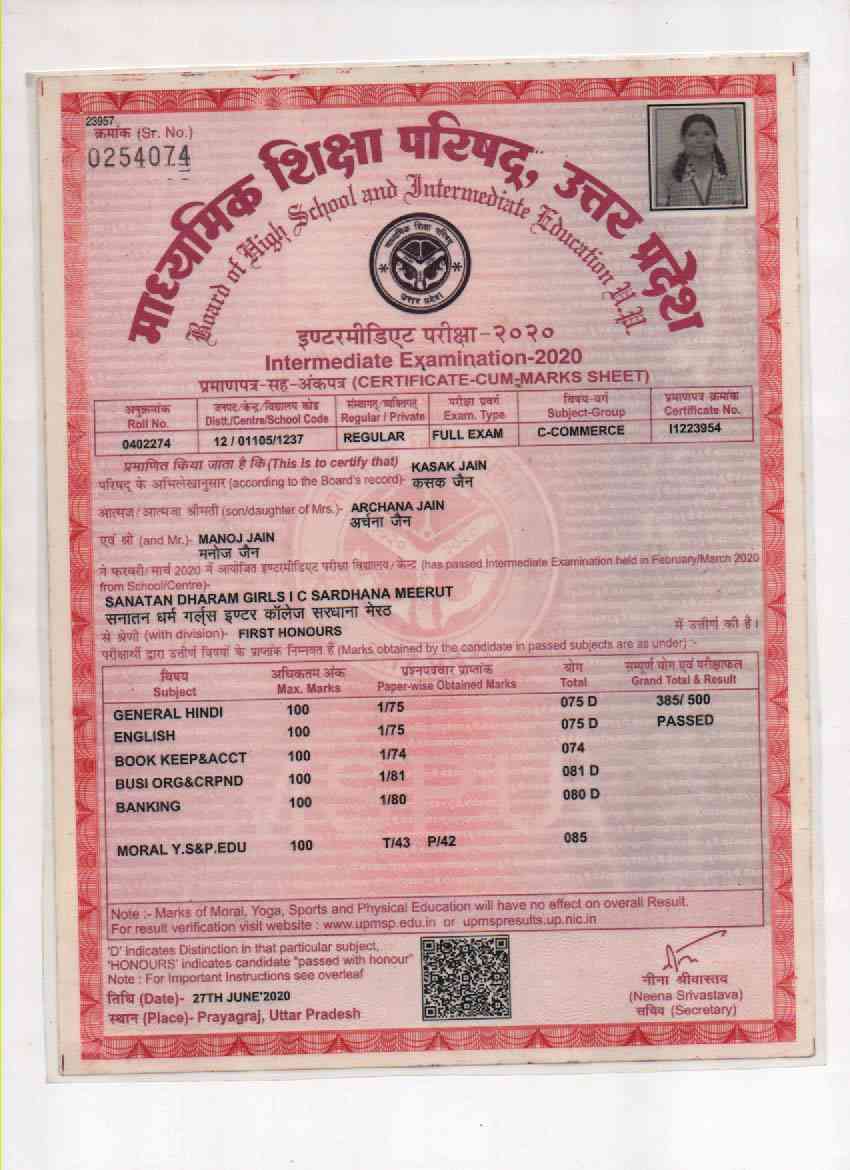 23957
क्रमांक (Sr. No.)
0254074
माध्यमिक शिक्षा परिषद्, उत्तर प्रदेश
Board of High School and Intermediate Education U.P.
माध्यमिक शिक्षा परिषद्
उत्तर प्रदेश
इण्टरमीडिएट परीक्षा-२०२०
Intermediate Examination-2020
प्रमाणपत्र-सह-अंकपत्र (CERTIFICATE-CUM-MARKS SHEET)
अनुक्रमांक जनपद/केन्द्र/विद्यालय कोड संस्थागत/व्यक्तिगत् परीक्षा प्रवर्ग विषय-वर्ग प्रमाणपत्र क्रमांक
Roll No. Distt./Centre/School Code Regular / Private Exam. Type Subject-Group Certificate No.
0402274 12 / 01105/1237 REGULAR FULL EXAM C-COMMERCE I1223954
प्रमाणित किया जाता है कि (This is to certify that) KASAK JAIN
परिषद् के अभिलेखानुसार (according to the Board's record)- कसक जैन
आत्मज/आत्मजा श्रीमती (son/daughter of Mrs.)- ARCHANA JAIN
अर्चना जैन
एवं श्री (and Mr.)- MANOJ JAIN
मनोज जैन
ने फरवरी/मार्च 2020 में आयोजित इण्टरमीडिएट परीक्षा विद्यालय/केन्द्र (has passed Intermediate Examination held in February/March 2020
from School/Centre)-
SANATAN DHARAM GIRLS I C SARDHANA MEERUT
सनातन धर्म गर्ल्स इण्टर कॉलेज सरधाना मेरठ
से श्रेणी (with division)- FIRST HONOURS में उत्तीर्ण की है।
परीक्षार्थी द्वारा उत्तीर्ण विषयों के प्राप्तांक निम्नवत हैं (Marks obtained by the candidate in passed subjects are as under) :-
विषय अधिकतम अंक प्रश्नपत्रवार प्राप्तांक योग सम्पूर्ण योग एवं परीक्षाफल
Subject Max. Marks Paper-wise Obtained Marks Total Grand Total & Result
GENERAL HINDI 100 1/75 075 D 385/ 500
ENGLISH 100 1/75 075 D PASSED
BOOK KEEP&ACCT 100 1/74 074
BUSI ORG&CRPND 100 1/81 081 D
BANKING 100 1/80 080 D
MORAL Y.S&P.EDU 100 T/43 P/42 085
Note :- Marks of Moral, Yoga, Sports and Physical Education will have no effect on overall Result.
For result verification visit website : www.upmsp.edu.in or upmspresults.up.nic.in
'D' Indicates Distinction in that particular subject,
'HONOURS' indicates candidate "passed with honour"
Note : For Important Instructions see overleaf
तिथि (Date)- 27TH JUNE'2020
स्थान (Place)- Prayagraj, Uttar Pradesh
नीना श्रीवास्तव
(Neena Srivastava)
सचिव (Secretary)